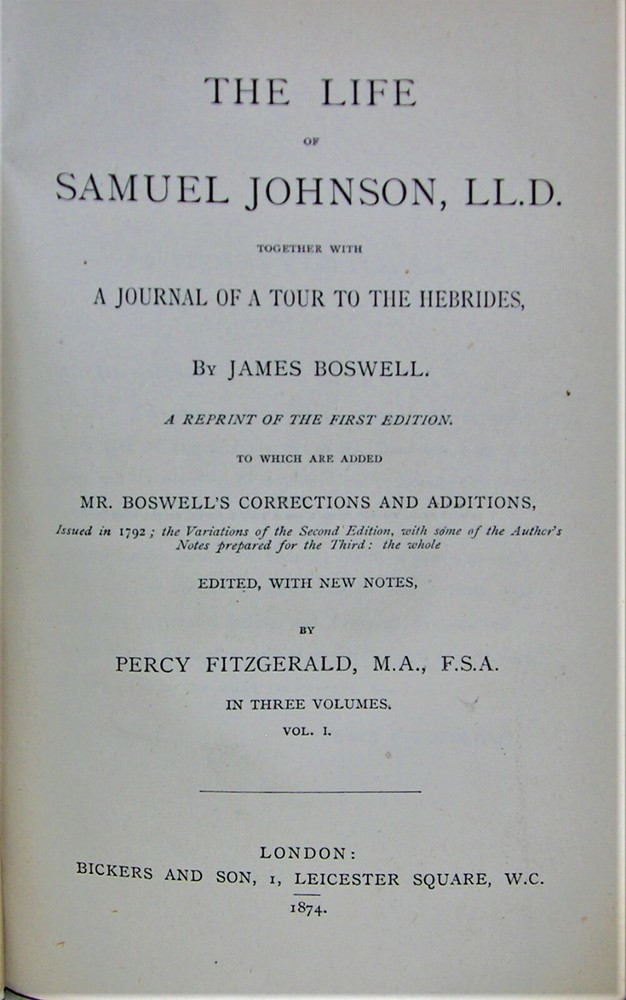 THE LIFE
OF
SAMUEL JOHNSON, LL.D.
TOGETHER WITH
A JOURNAL OF A TOUR TO THE HEBRIDES,
BY JAMES BOSWELL.
A REPRINT OF THE FIRST EDITION.
TO WHICH ARE ADDED
MR. BOSWELL'S CORRECTIONS AND ADDITIONS,
Issued in 1792; the Variations of the Second Edition, with some of the Author's
Notes prepared for the Third: the whole
EDITED, WITH NEW NOTES,
BY
PERCY FITZGERALD, M.A., F.S.A.
IN THREE VOLUMES.
VOL. I.
LONDON:
BICKERS AND SON, 1, LEICESTER SQUARE, W.C.
1874.